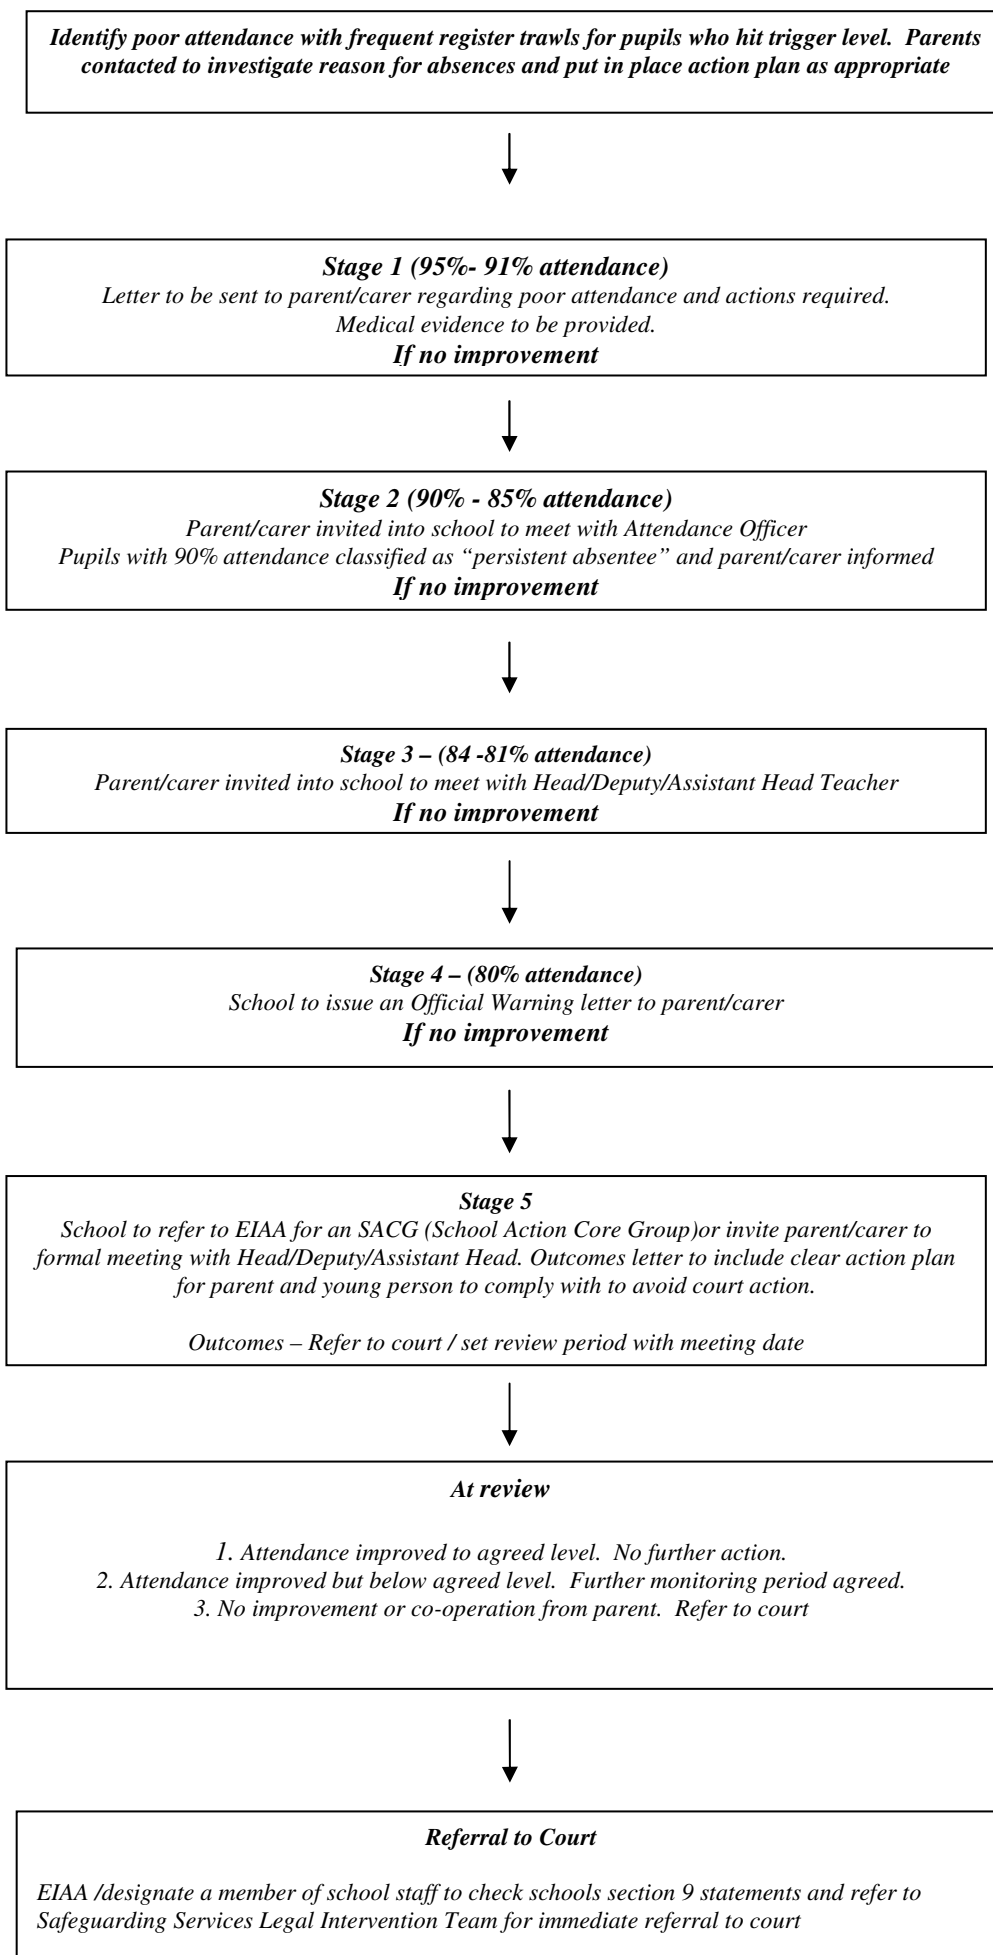 Identify poor attendance with frequent register trawls for pupils who hit trigger level.  Parents
contacted to investigate reason for absences and put in place action plan as appropriate
Stage 1 (95%- 91% attendance)
Letter to be sent to parent/carer regarding poor attendance and actions required.
Medical evidence to be provided.
If no improvement
Stage 2 (90% - 85% attendance)
Parent/carer invited into school to meet with Attendance Officer
Pupils with 90% attendance classified as “persistent absentee” and parent/carer informed
If no improvement
Stage 3 – (84 -81% attendance)
Parent/carer invited into school to meet with Head/Deputy/Assistant Head Teacher
If no improvement
Stage 4 – (80% attendance)
School to issue an Official Warning letter to parent/carer
If no improvement
Stage 5
School to refer to EIAA for an SACG (School Action Core Group)or invite parent/carer to
formal meeting with Head/Deputy/Assistant Head. Outcomes letter to include clear action plan
for parent and young person to comply with to avoid court action.
Outcomes – Refer to court / set review period with meeting date
At review
1. Attendance improved to agreed level.  No further action.
2. Attendance improved but below agreed level.  Further monitoring period agreed.
3. No improvement or co-operation from parent.  Refer to court
Referral to Court
EIAA /designate a member of school staff to check schools section 9 statements and refer to
Safeguarding Services Legal Intervention Team for immediate referral to court